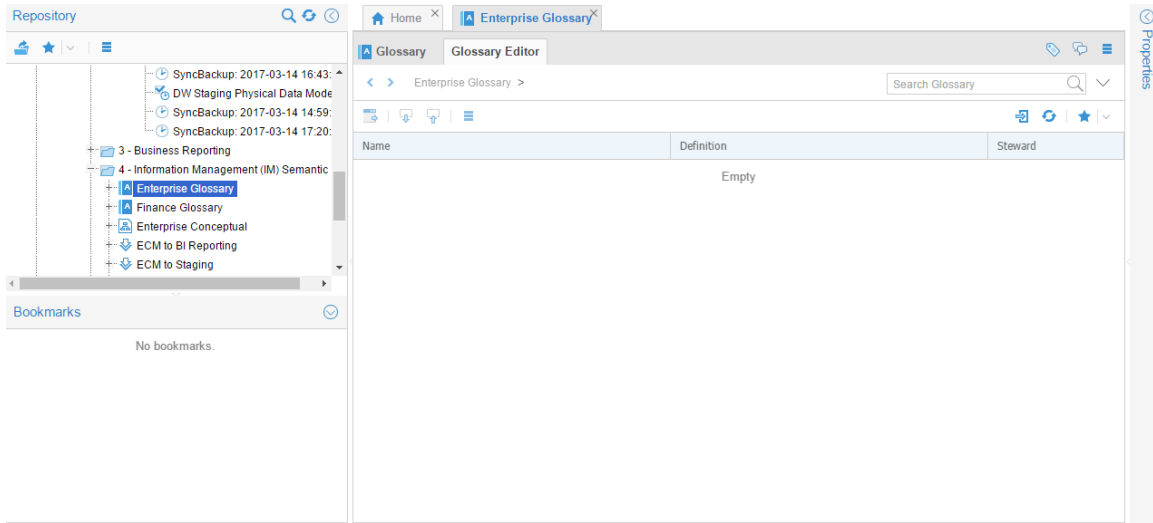 Repository
SyncBackup: 2017-03-14 16:43:
DW Staging Physical Data Mode
SyncBackup: 2017-03-14 14:59:
SyncBackup: 2017-03-14 17:20:
3 - Business Reporting
4 - Information Management (IM) Semantic
Enterprise Glossary
Finance Glossary
Enterprise Conceptual
ECM to BI Reporting
ECM to Staging
Bookmarks
No bookmarks.
Home Enterprise Glossary
Glossary Glossary Editor
Enterprise Glossary > Search Glossary
Name Definition Steward
Empty
Properties